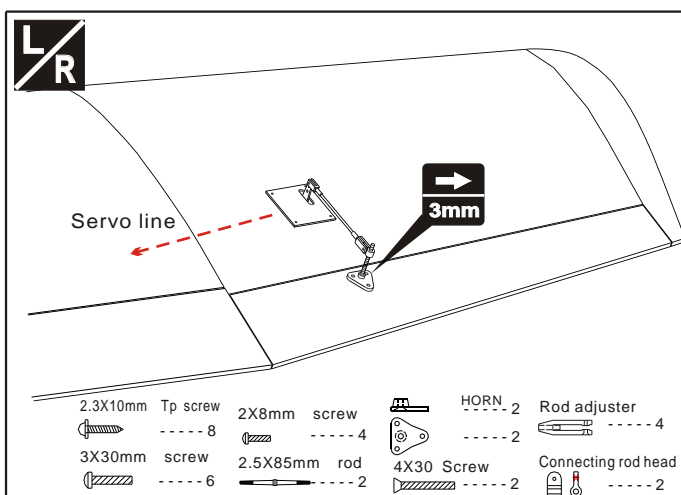 L/R
3mm
Servo line
2.3X10mm Tp screw
-----8
2X8mm screw
-----4
HORN
-----2
-----2
Rod adjuster
-----4
3X30mm screw
-----6
2.5X85mm rod
-----2
4X30 Screw
-----2
Connecting rod head
-----2